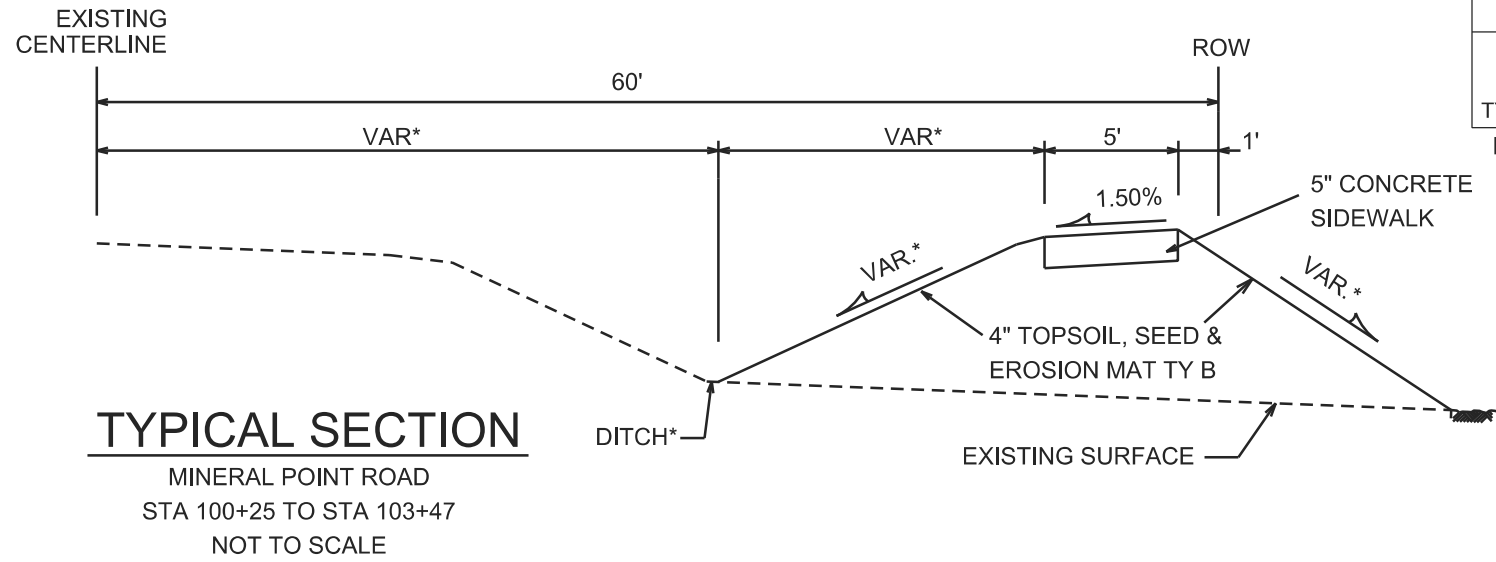 EXISTING
CENTERLINE
ROW
60'
VAR*
VAR*
5'
1'
1.50%
5" CONCRETE
SIDEWALK
VAR.*
VAR. *
4" TOPSOIL, SEED &
EROSION MAT TY B
DITCH*
EXISTING SURFACE
TYPICAL SECTION
MINERAL POINT ROAD
STA 100+25 TO STA 103+47
NOT TO SCALE